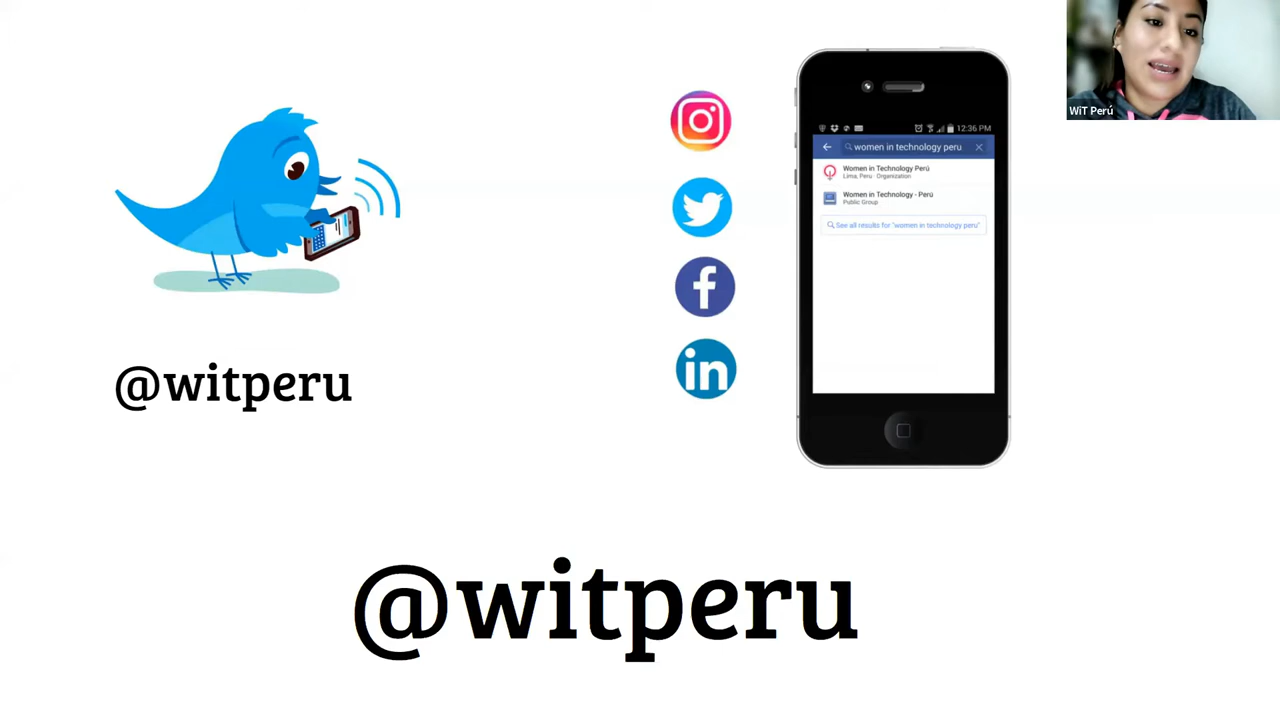 WiT Perú
12:36 PM
women in technology peru
Women in Technology Perú
Lima, Peru · Organization
Women in Technology - Perú
Public Group
See all results for "women in technology peru"
in
@witperu
@witperu